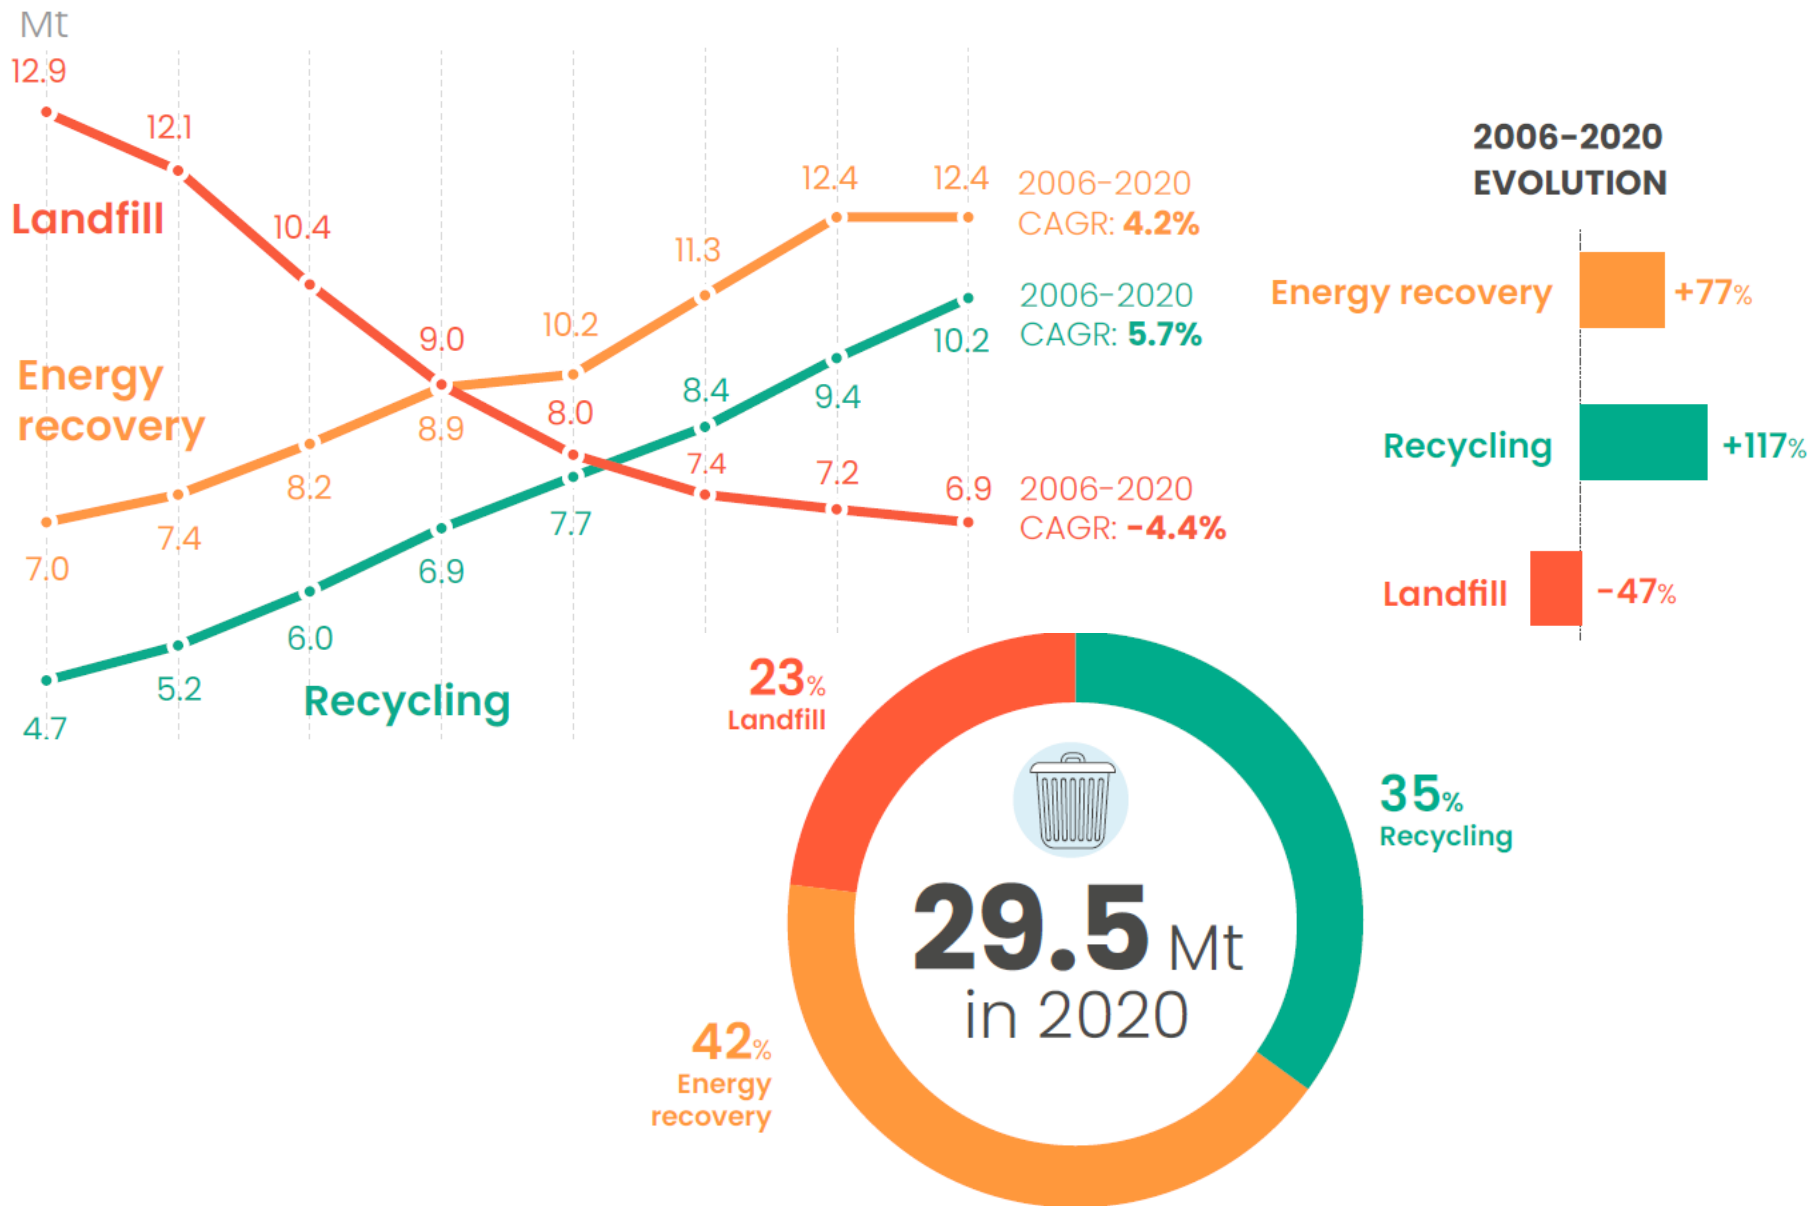 Mt
12.9
12.1
Landfill
10.4
9.0
10.2
11.3
12.4
12.4
2006-2020
CAGR: 4.2%
2006-2020
CAGR: 5.7%
Energy
recovery
7.0
7.4
8.2
8.9
8.0
8.4
9.4
10.2
7.4
7.2
6.9
2006-2020
CAGR: -4.4%
4.7
5.2
6.0
6.9
7.7
Recycling
2006-2020
EVOLUTION
Energy recovery +77%
Recycling +117%
Landfill -47%
23%
Landfill
35%
Recycling
29.5 Mt
in 2020
42%
Energy
recovery